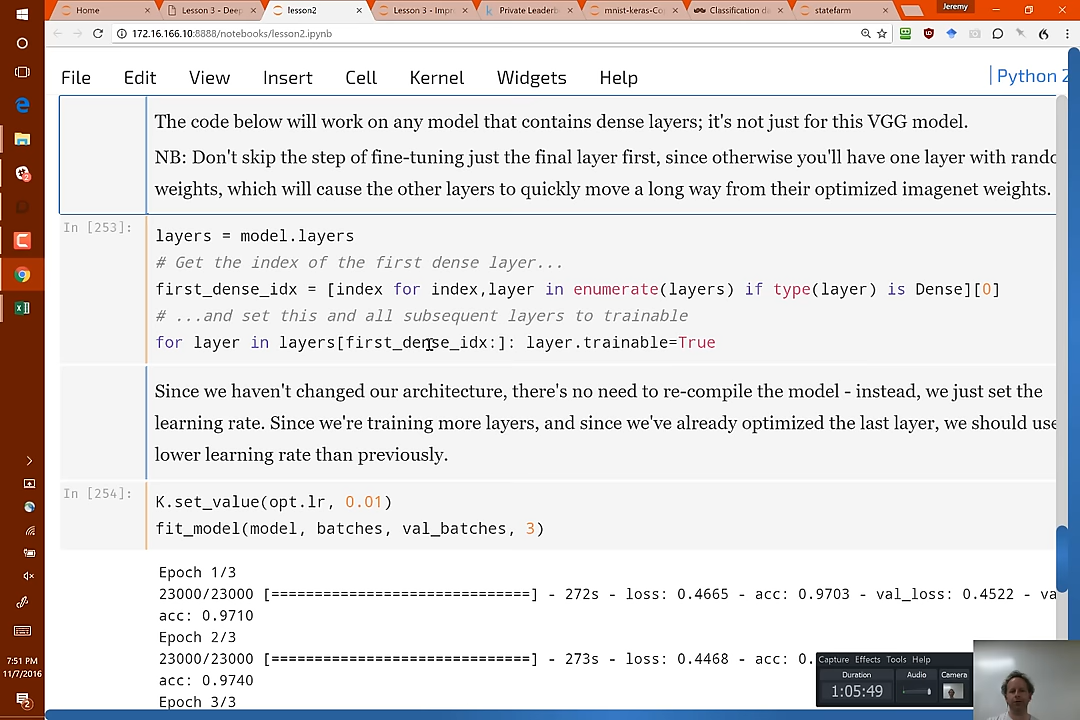 Home
Lesson 3 - Deep
lesson2
Lesson 3 - Impr
Private Leaderb
mnist-keras-Co
Classification d
statefarm
Jeremy
172.16.166.10:8888/notebooks/lesson2.ipynb
File Edit View Insert Cell Kernel Widgets Help
Python 2
The code below will work on any model that contains dense layers; it's not just for this VGG model.
NB: Don't skip the step of fine-tuning just the final layer first, since otherwise you'll have one layer with rando
weights, which will cause the other layers to quickly move a long way from their optimized imagenet weights.
In [253]:
layers = model.layers
# Get the index of the first dense layer...
first_dense_idx = [index for index,layer in enumerate(layers) if type(layer) is Dense][0]
# ...and set this and all subsequent layers to trainable
for layer in layers[first_dense_idx:]: layer.trainable=True
Since we haven't changed our architecture, there's no need to re-compile the model - instead, we just set the
learning rate. Since we're training more layers, and since we've already optimized the last layer, we should use
lower learning rate than previously.
In [254]:
K.set_value(opt.lr, 0.01)
fit_model(model, batches, val_batches, 3)
Epoch 1/3
23000/23000 [==============================] - 272s - loss: 0.4665 - acc: 0.9703 - val_loss: 0.4522 - va
acc: 0.9710
Epoch 2/3
23000/23000 [==============================] - 273s - loss: 0.4468 - acc: 0.
acc: 0.9740
Epoch 3/3
Capture Effects Tools Help
Duration Audio Camera
1:05:49
7:51 PM
11/7/2016